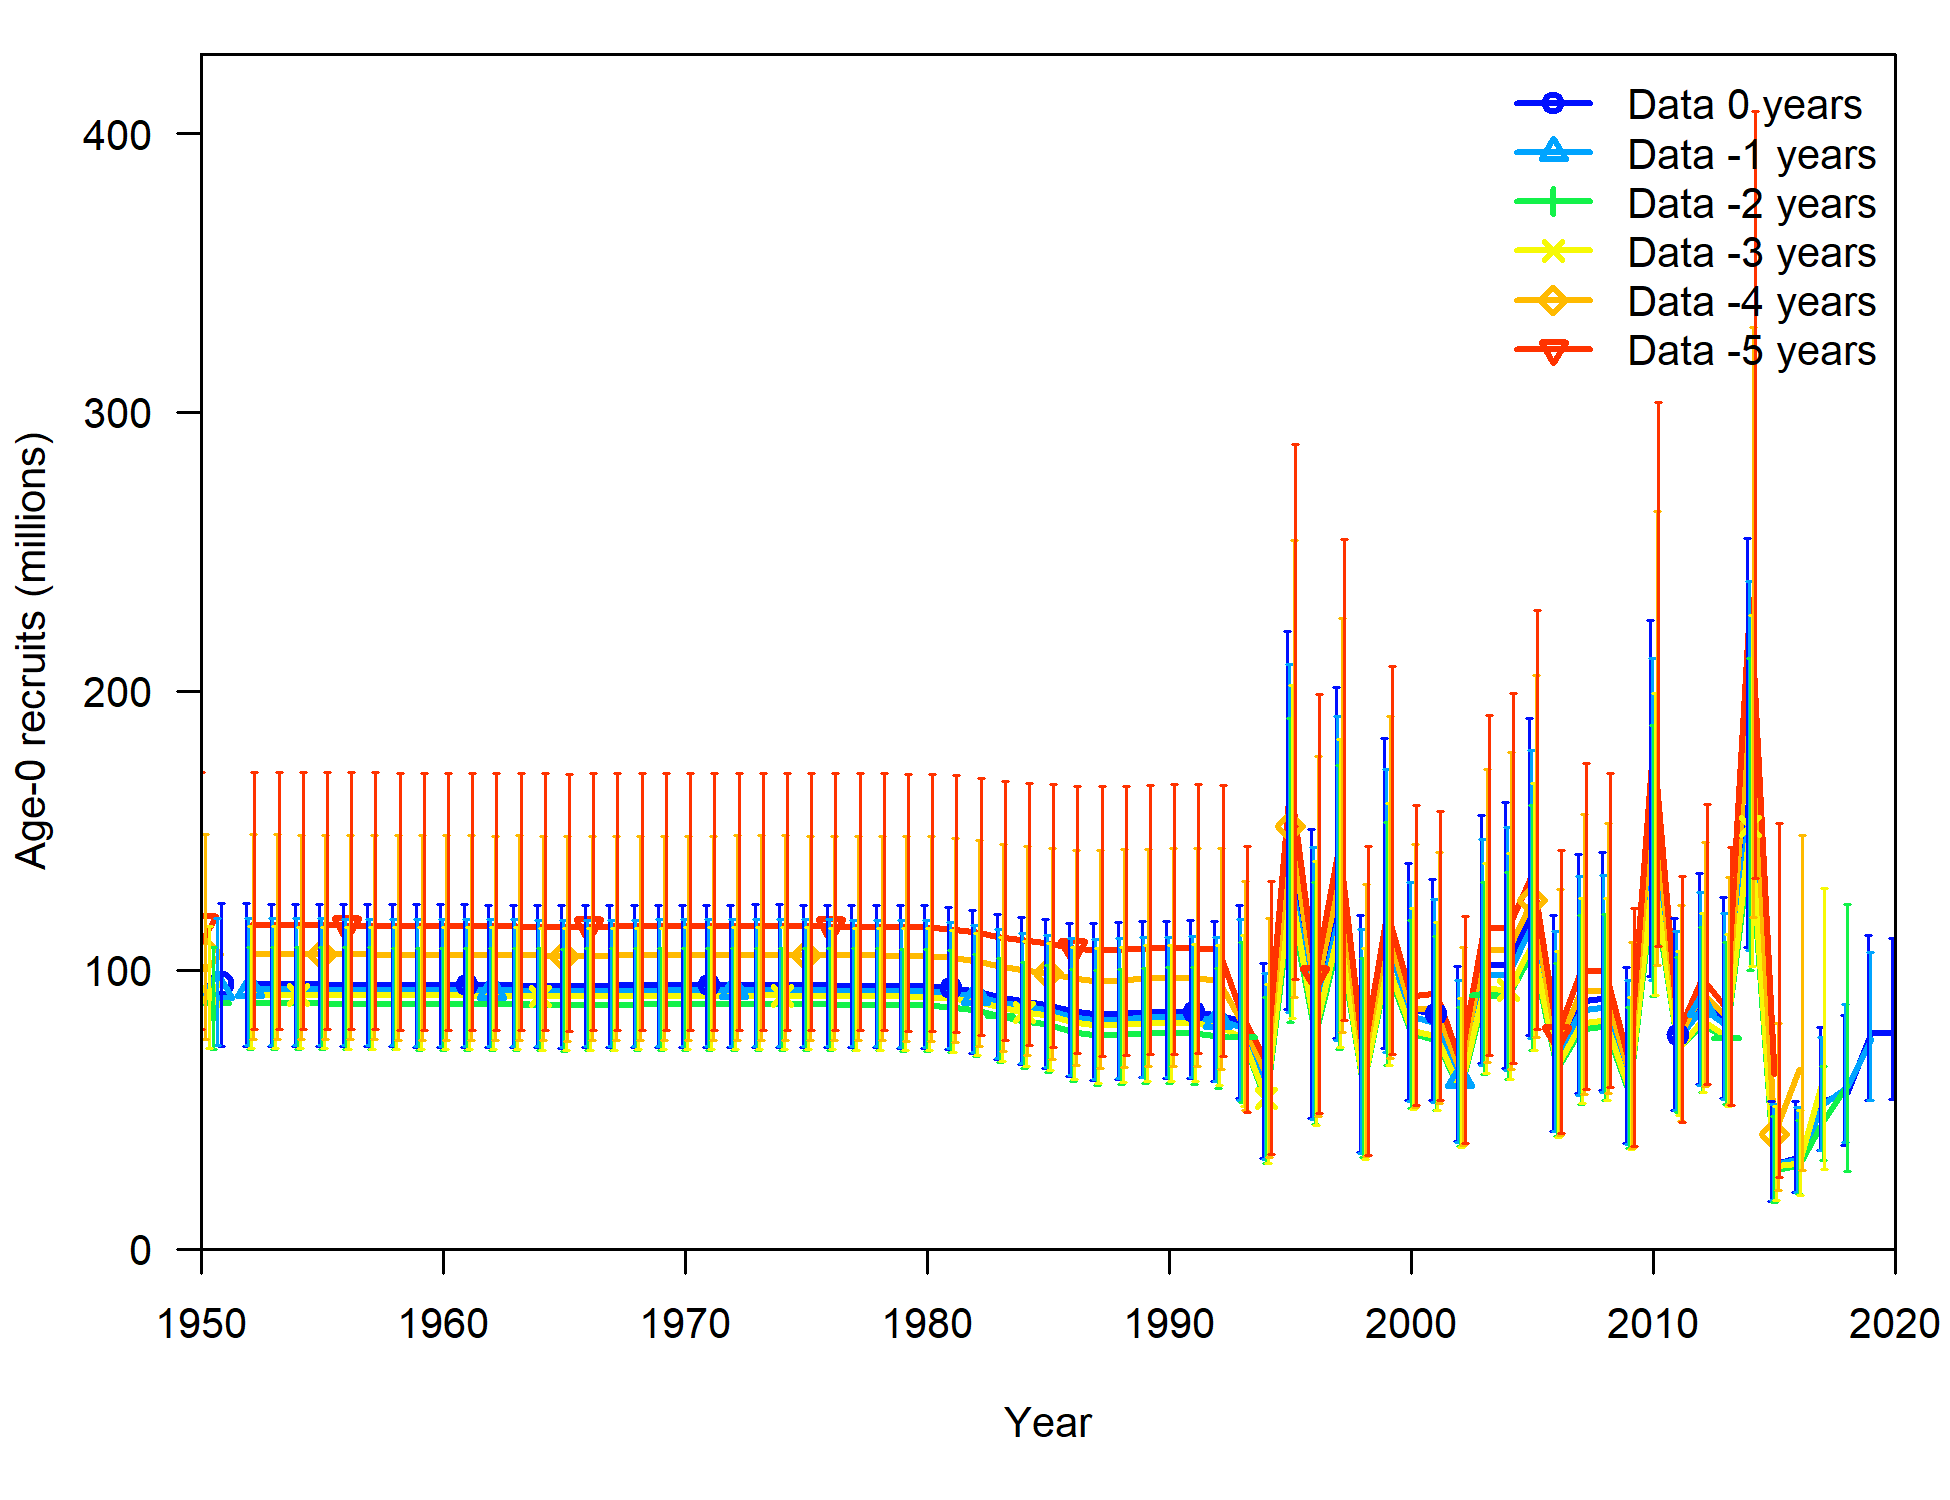 Data 0 years
Data -1 years
Data -2 years
Data -3 years
Data -4 years
Data -5 years
400
300
200
100
0
Age-0 recruits (millions)
1950 1960 1970 1980 1990 2000 2010 2020
Year